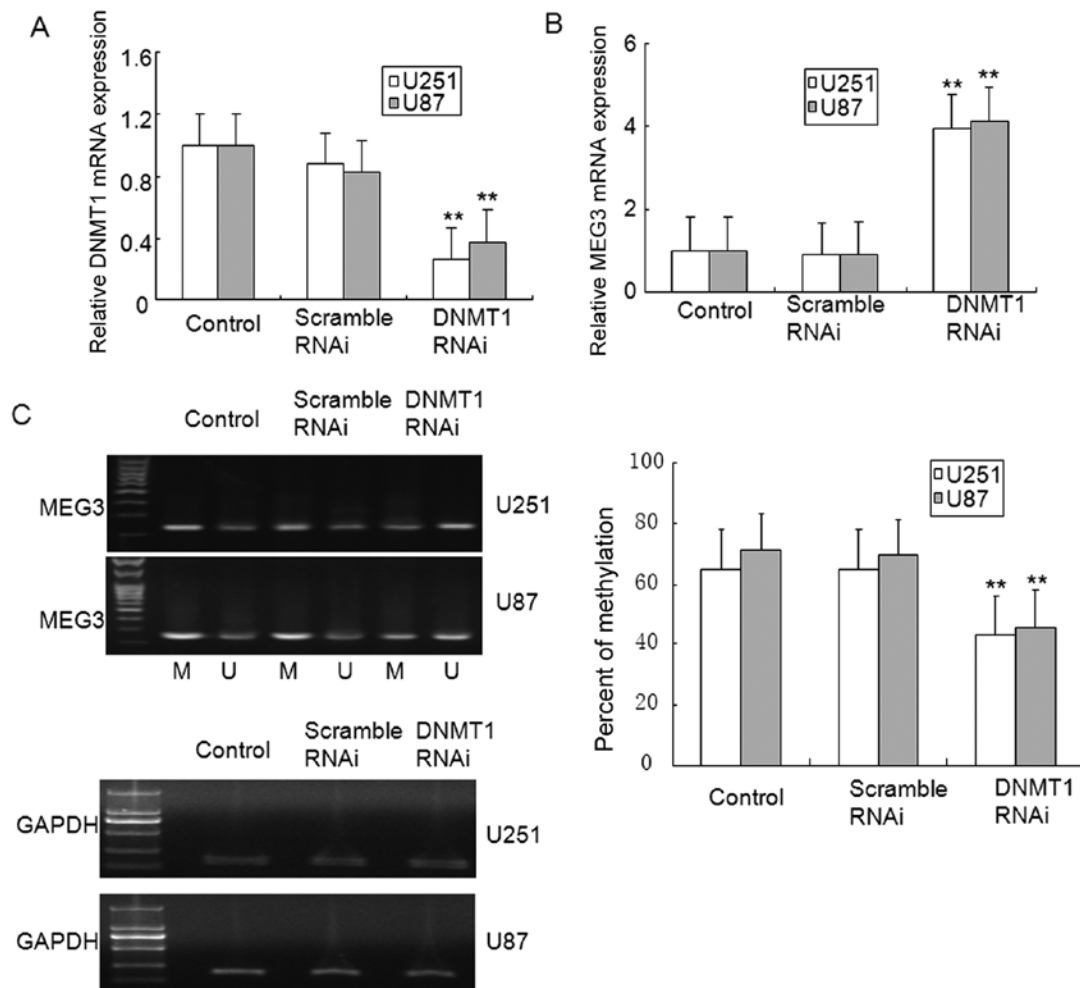 A
Relative DNMT1 mRNA expression
1.6
1.2
0.8
0.4
0
U251
U87
**
**
Control
Scramble
RNAi
DNMT1
RNAi
B
Relative MEG3 mRNA expression
6
4
2
0
U251
U87
**
**
Control
Scramble
RNAi
DNMT1
RNAi
C
Control
Scramble
RNAi
DNMT1
RNAi
MEG3
U251
MEG3
U87
M U M U M U
Control
Scramble
RNAi
DNMT1
RNAi
GAPDH
U251
GAPDH
U87
Percent of methylation
100
80
60
40
20
0
U251
U87
**
**
Control
Scramble
RNAi
DNMT1
RNAi